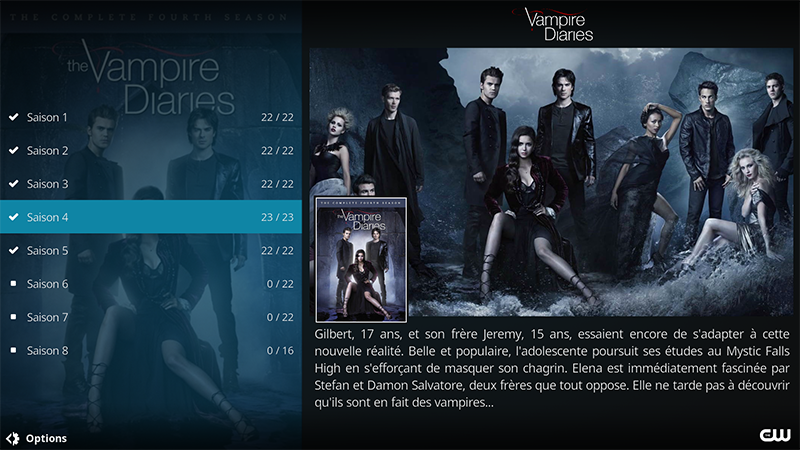 THE COMPLETE FOURTH SEASON
the Vampire
Diaries
Saison 1 22 / 22
Saison 2 22 / 22
Saison 3 22 / 22
Saison 4 23 / 23
Saison 5 22 / 22
Saison 6 0 / 22
Saison 7 0 / 22
Saison 8 0 / 16
Options
the Vampire
Diaries
THE COMPLETE FOURTH SEASON
the Vampire
Diaries
Gilbert, 17 ans, et son frère Jeremy, 15 ans, essaient encore de s'adapter à cette
nouvelle réalité. Belle et populaire, l'adolescente poursuit ses études au Mystic Falls
High en s'efforçant de masquer son chagrin. Elena est immédiatement fascinée par
Stefan et Damon Salvatore, deux frères que tout oppose. Elle ne tarde pas à découvrir
qu'ils sont en fait des vampires...
CW